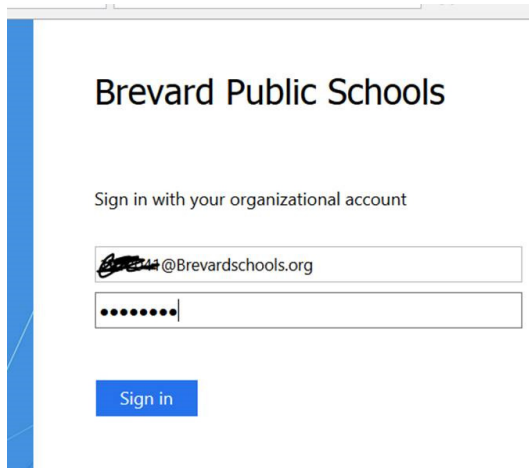 Brevard Public Schools
Sign in with your organizational account
@Brevardschools.org
••••••••
Sign in